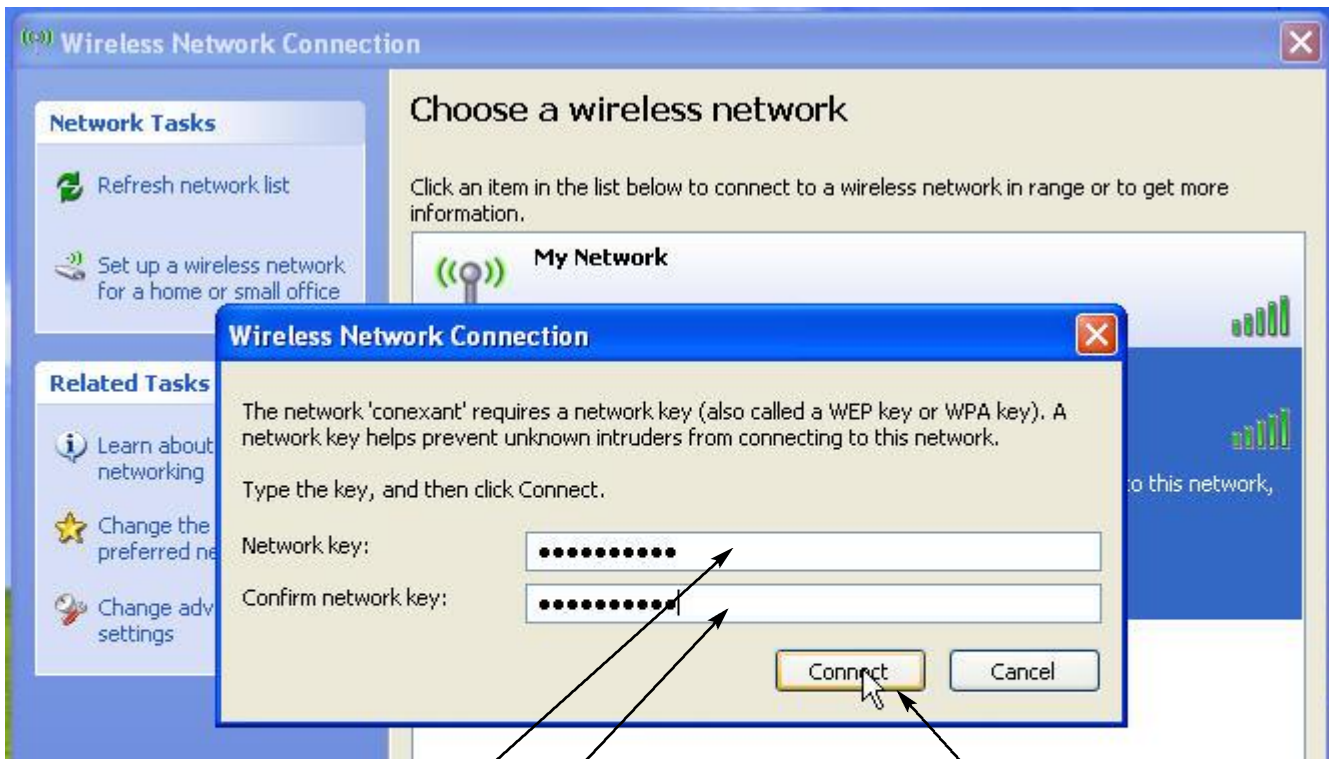 Wireless Network Connection
Network Tasks
Refresh network list
Set up a wireless network
for a home or small office
Related Tasks
Learn about
networking
Change the
preferred ne
Change adv
settings
Choose a wireless network
Click an item in the list below to connect to a wireless network in range or to get more
information.
My Network
to this network,
Wireless Network Connection
The network 'conexant' requires a network key (also called a WEP key or WPA key). A
network key helps prevent unknown intruders from connecting to this network.
Type the key, and then click Connect.
Network key: ●●●●●●●●●●
Confirm network key: ●●●●●●●●●●
Connect Cancel